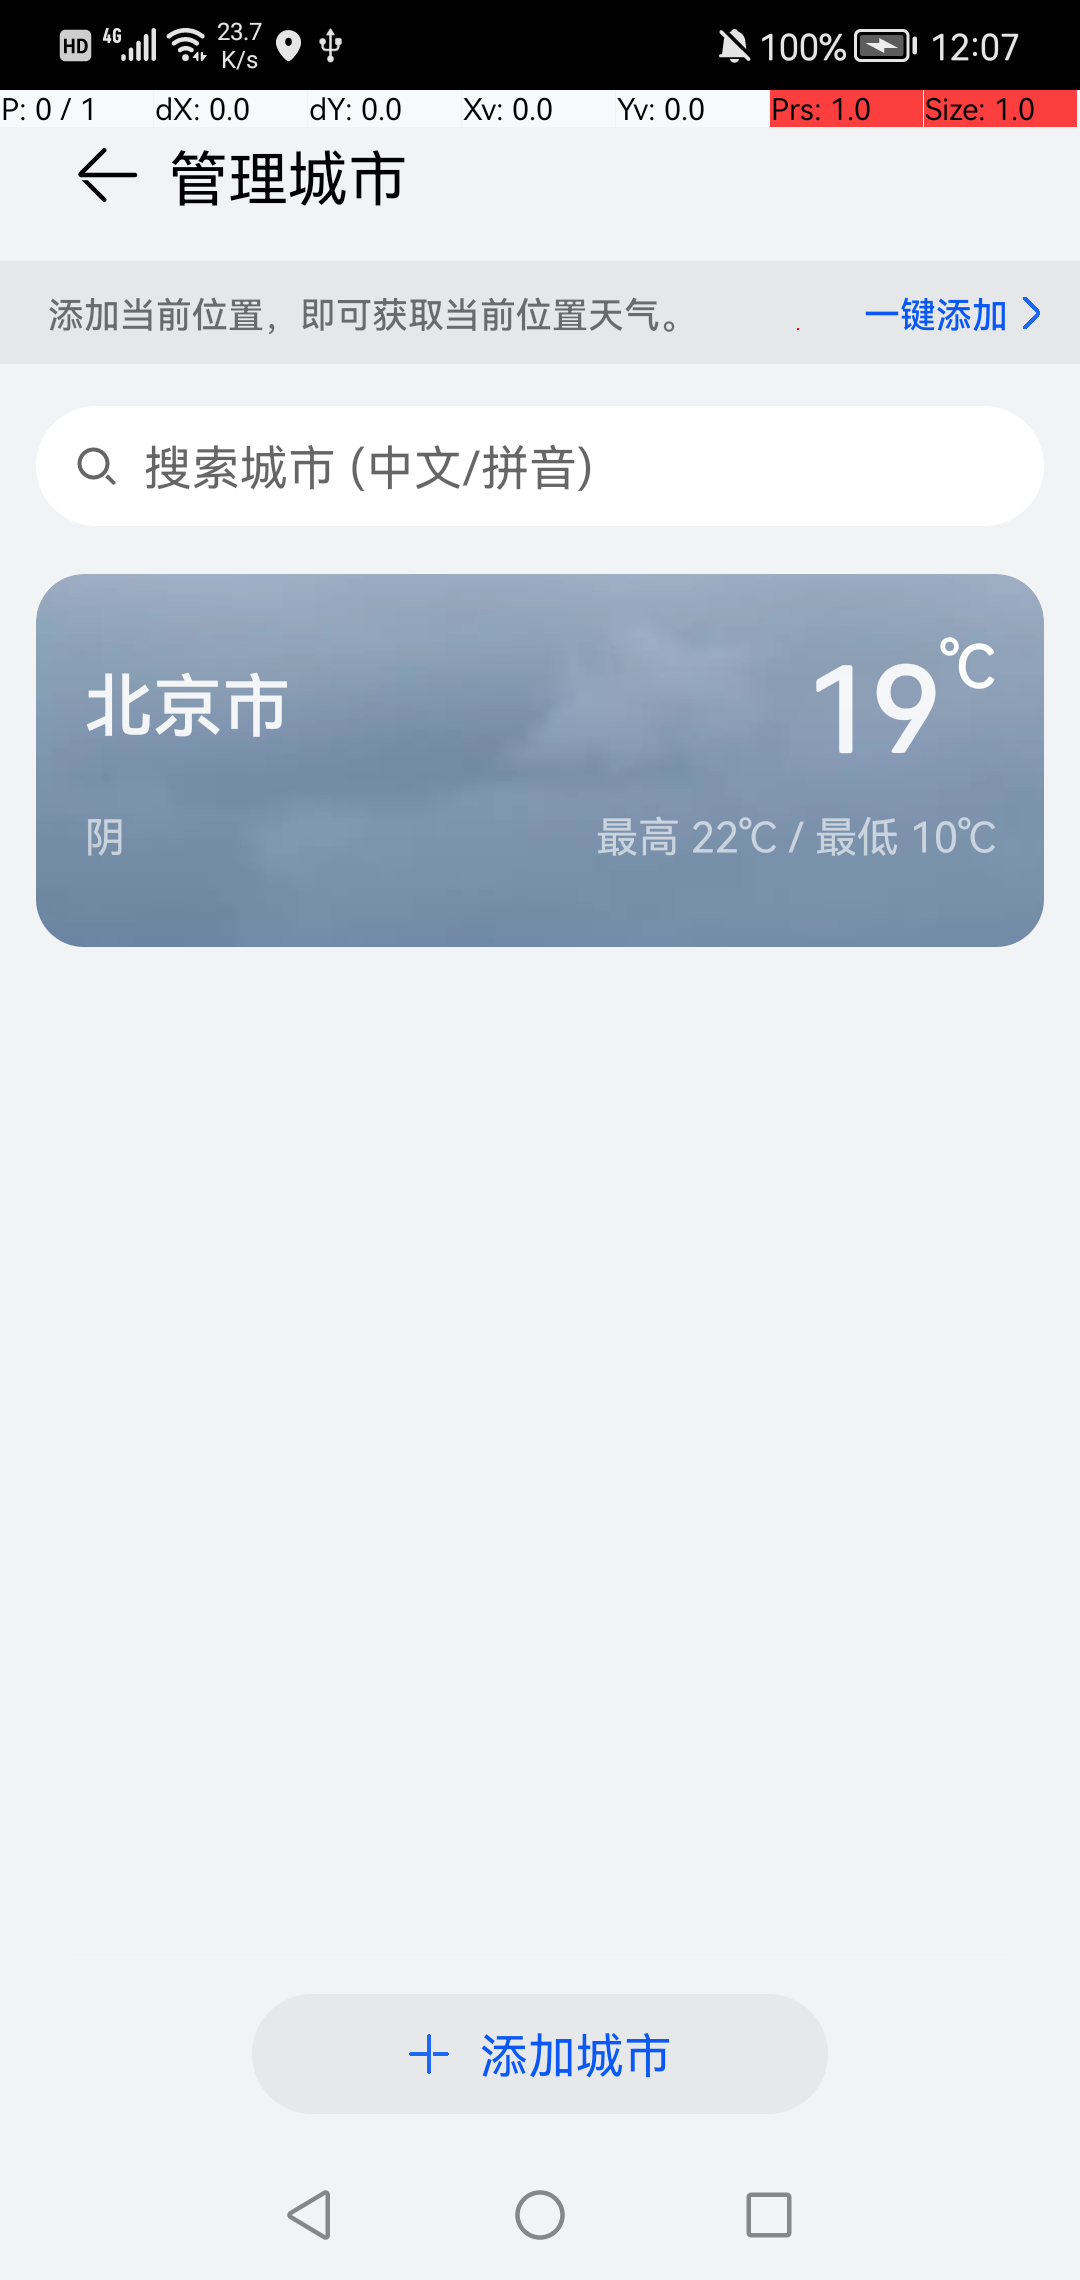 HD 4G 23.7 K/s 100% 12:07
P: 0 / 1 dX: 0.0 dY: 0.0 Xv: 0.0 Yv: 0.0 Prs: 1.0 Size: 1.0
管理城市
添加当前位置，即可获取当前位置天气。 一键添加
搜索城市 (中文/拼音)
北京市 19℃
阴 最高 22℃ / 最低 10℃
添加城市